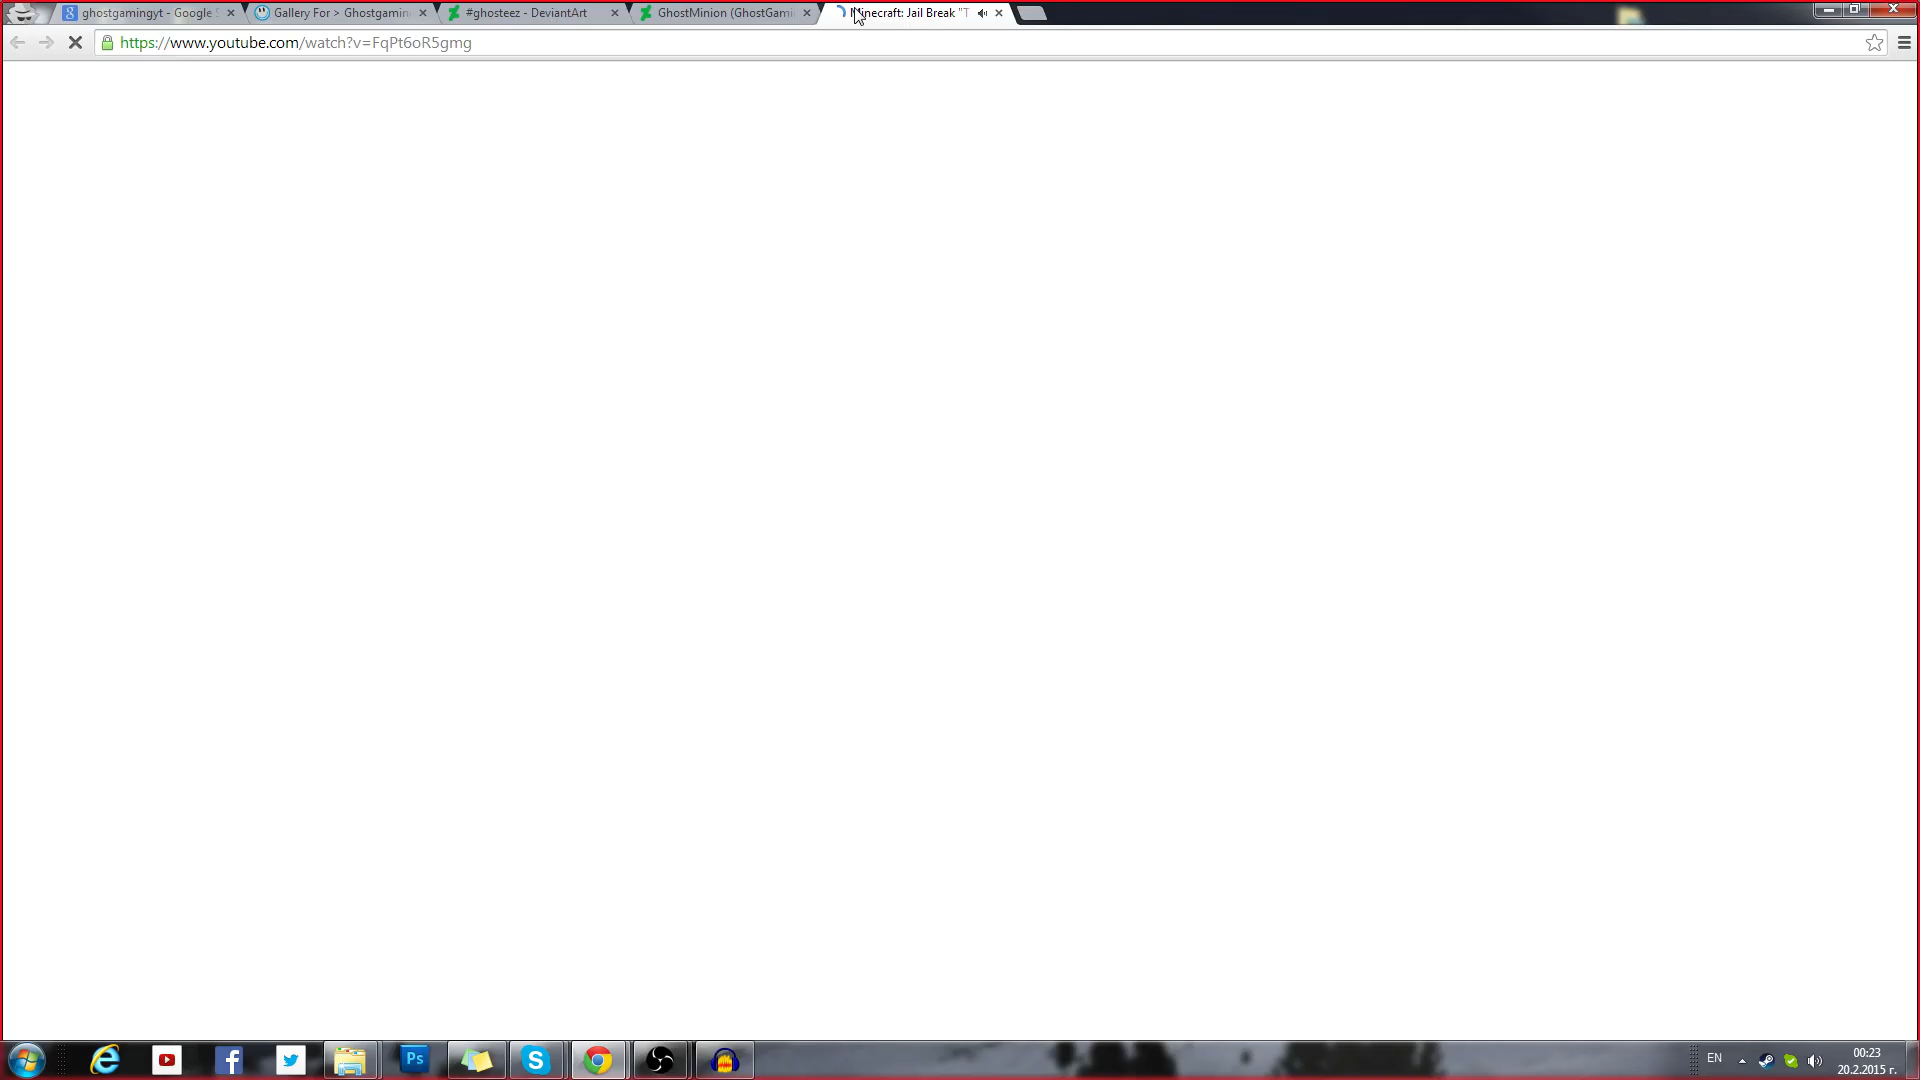 ghostgamingyt - Google
Gallery For > Ghostgamin
#ghosteez - DeviantArt
GhostMinion (GhostGami
Minecraft: Jail Break "T
https://www.youtube.com/watch?v=FqPt6oR5gmg
Ps
EN
00:23
20.2.2015 г.